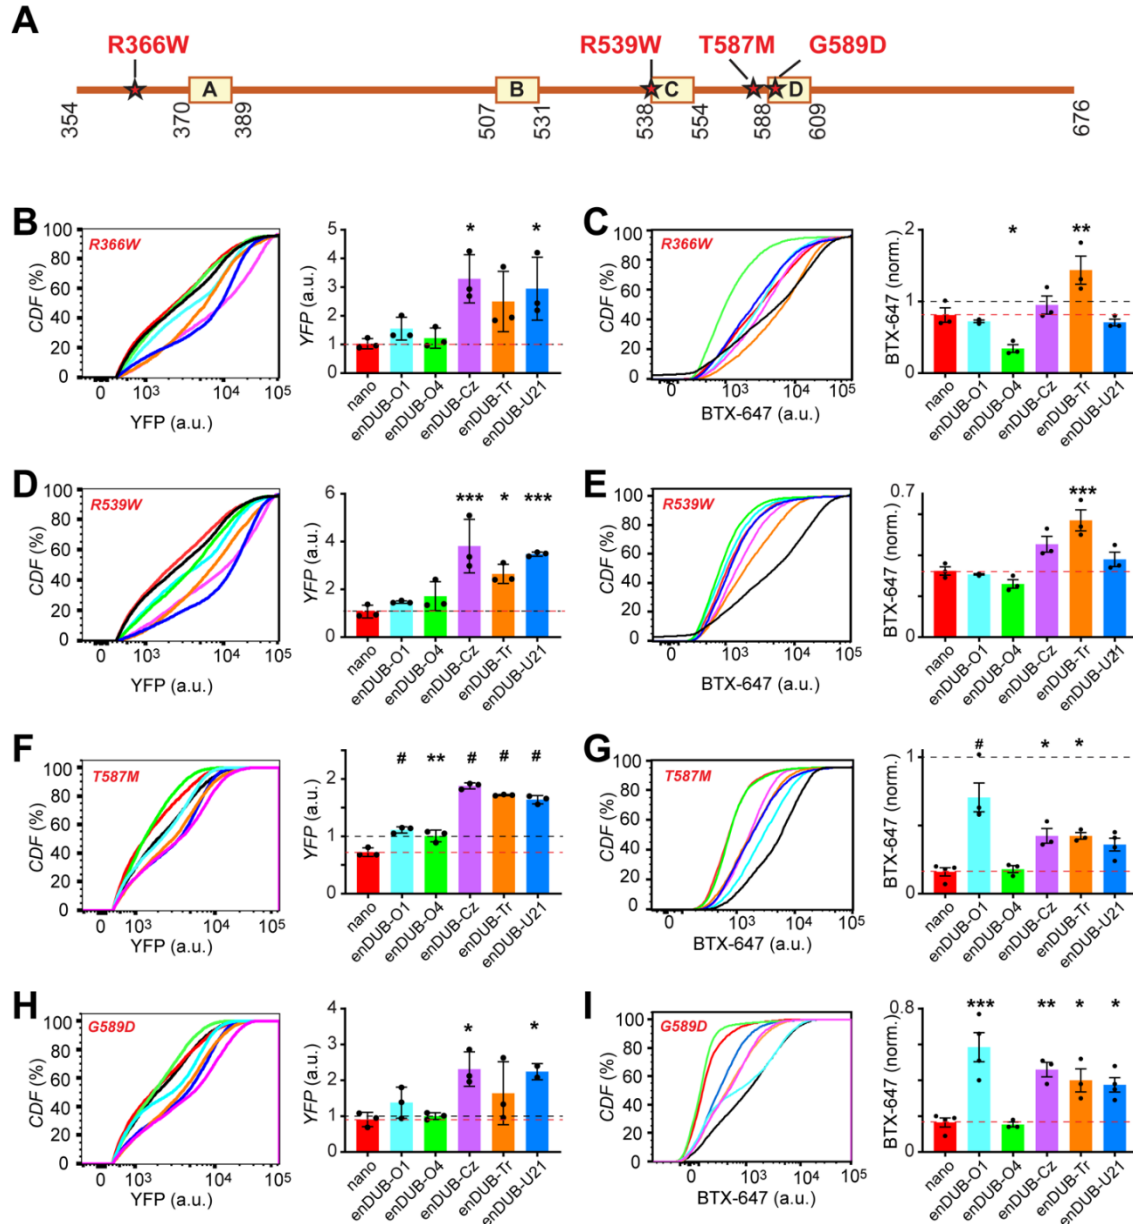 A
R366W
R539W
T587M
G589D
A
B
C
D
354
370
389
507
531
538
554
588
609
676
B
R366W
CDF (%)
100
80
60
40
20
0
0
10³
10⁴
10⁵
YFP (a.u.)
YFP (a.u.)
5
4
3
2
1
0
*
*
nano
enDUB-O1
enDUB-O4
enDUB-Cz
enDUB-Tr
enDUB-U21
C
R366W
CDF (%)
100
80
60
40
20
0
0
10³
10⁴
10⁵
BTX-647 (a.u.)
BTX-647 (norm.)
2
1
0
*
**
nano
enDUB-O1
enDUB-O4
enDUB-Cz
enDUB-Tr
enDUB-U21
D
R539W
CDF (%)
100
80
60
40
20
0
0
10³
10⁴
10⁵
YFP (a.u.)
YFP (a.u.)
6
4
2
0
***
*
***
nano
enDUB-O1
enDUB-O4
enDUB-Cz
enDUB-Tr
enDUB-U21
E
R539W
CDF (%)
100
80
60
40
20
0
0
10³
10⁴
10⁵
BTX-647 (a.u.)
BTX-647 (norm.)
0.7
0
***
nano
enDUB-O1
enDUB-O4
enDUB-Cz
enDUB-Tr
enDUB-U21
F
T587M
CDF (%)
100
80
60
40
20
0
0
10³
10⁴
10⁵
YFP (a.u.)
YFP (a.u.)
2
1
0
#
**
#
#
#
nano
enDUB-O1
enDUB-O4
enDUB-Cz
enDUB-Tr
enDUB-U21
G
T587M
CDF (%)
100
80
60
40
20
0
0
10³
10⁴
10⁵
BTX-647 (a.u.)
BTX-647 (norm.)
1
0
#
*
*
nano
enDUB-O1
enDUB-O4
enDUB-Cz
enDUB-Tr
enDUB-U21
H
G589D
CDF (%)
100
80
60
40
20
0
0
10³
10⁴
10⁵
YFP (a.u.)
YFP (a.u.)
4
3
2
1
0
*
*
nano
enDUB-O1
enDUB-O4
enDUB-Cz
enDUB-Tr
enDUB-U21
I
G589D
CDF (%)
100
80
60
40
20
0
0
10³
10⁴
10⁵
BTX-647 (a.u.)
BTX-647 (norm.)
0.8
0
***
**
*
*
nano
enDUB-O1
enDUB-O4
enDUB-Cz
enDUB-Tr
enDUB-U21